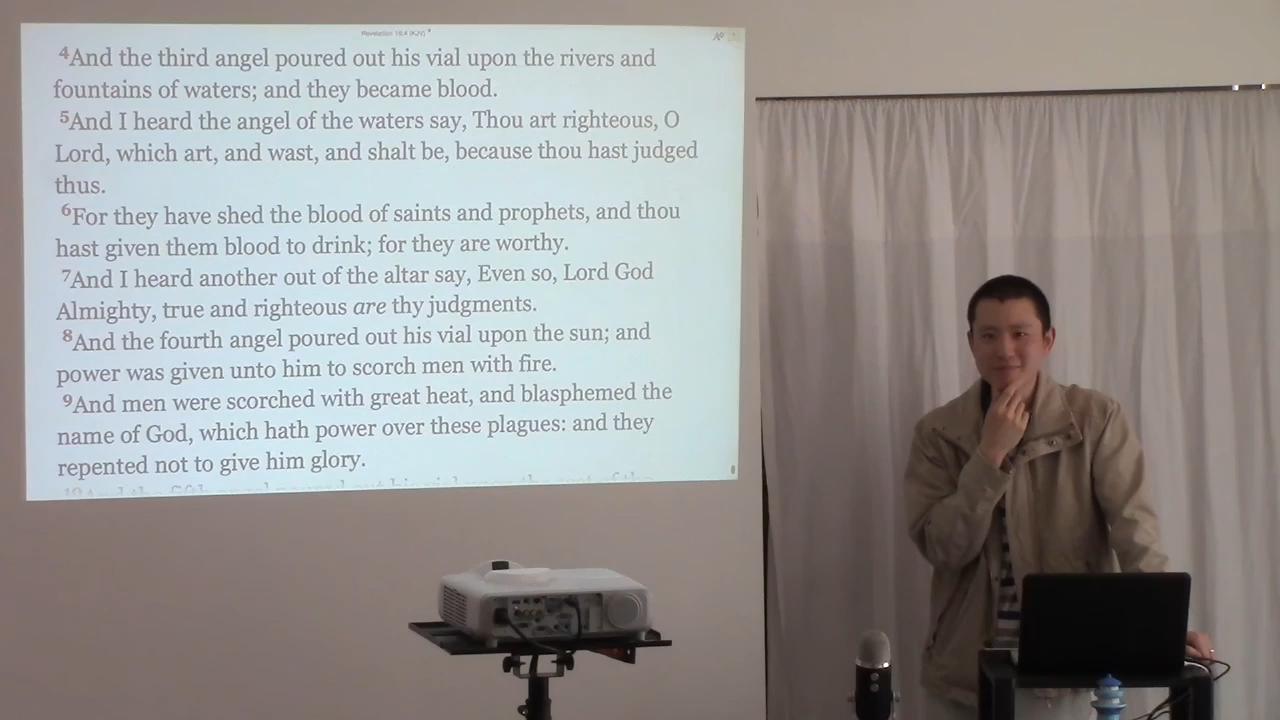 Revelation 16:4 (KJV)
4And the third angel poured out his vial upon the rivers and
fountains of waters; and they became blood.
5And I heard the angel of the waters say, Thou art righteous, O
Lord, which art, and wast, and shalt be, because thou hast judged
thus.
6For they have shed the blood of saints and prophets, and thou
hast given them blood to drink; for they are worthy.
7And I heard another out of the altar say, Even so, Lord God
Almighty, true and righteous are thy judgments.
8And the fourth angel poured out his vial upon the sun; and
power was given unto him to scorch men with fire.
9And men were scorched with great heat, and blasphemed the
name of God, which hath power over these plagues: and they
repented not to give him glory.